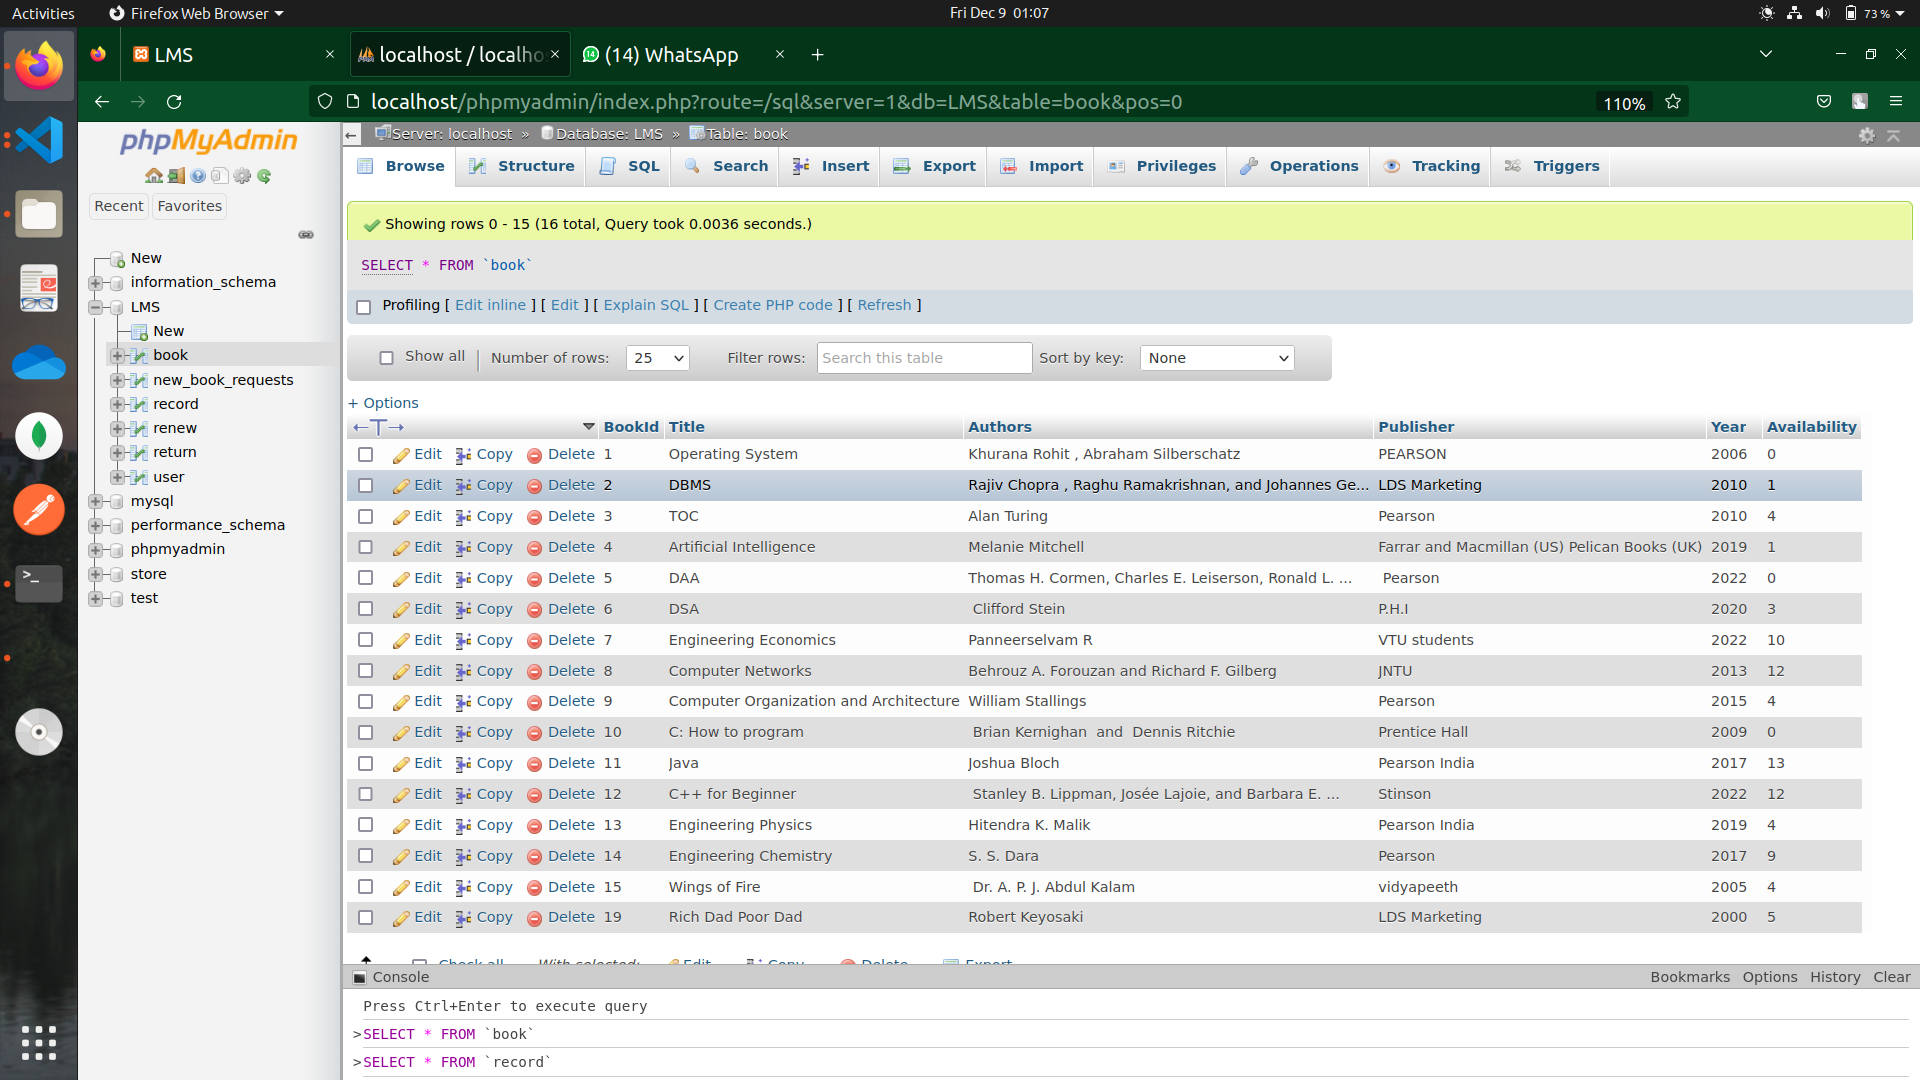 Activities Firefox Web Browser Fri Dec 9 01:07 73 %
LMS localhost / localho (14) WhatsApp
localhost/phpmyadmin/index.php?route=/sql&server=1&db=LMS&table=book&pos=0 110%
phpMyAdmin
Recent Favorites
New
information_schema
LMS
New
book
new_book_requests
record
renew
return
user
mysql
performance_schema
phpmyadmin
store
test
Server: localhost » Database: LMS » Table: book
Browse Structure SQL Search Insert Export Import Privileges Operations Tracking Triggers
Showing rows 0 - 15 (16 total, Query took 0.0036 seconds.)
SELECT * FROM `book`
Profiling [ Edit inline ] [ Edit ] [ Explain SQL ] [ Create PHP code ] [ Refresh ]
Show all Number of rows: 25 Filter rows: Search this table Sort by key: None
+ Options
BookId Title Authors Publisher Year Availability
Edit Copy Delete 1 Operating System Khurana Rohit , Abraham Silberschatz PEARSON 2006 0
Edit Copy Delete 2 DBMS Rajiv Chopra , Raghu Ramakrishnan, and Johannes Ge... LDS Marketing 2010 1
Edit Copy Delete 3 TOC Alan Turing Pearson 2010 4
Edit Copy Delete 4 Artificial Intelligence Melanie Mitchell Farrar and Macmillan (US) Pelican Books (UK) 2019 1
Edit Copy Delete 5 DAA Thomas H. Cormen, Charles E. Leiserson, Ronald L. ... Pearson 2022 0
Edit Copy Delete 6 DSA Clifford Stein P.H.I 2020 3
Edit Copy Delete 7 Engineering Economics Panneerselvam R VTU students 2022 10
Edit Copy Delete 8 Computer Networks Behrouz A. Forouzan and Richard F. Gilberg JNTU 2013 12
Edit Copy Delete 9 Computer Organization and Architecture William Stallings Pearson 2015 4
Edit Copy Delete 10 C: How to program Brian Kernighan and Dennis Ritchie Prentice Hall 2009 0
Edit Copy Delete 11 Java Joshua Bloch Pearson India 2017 13
Edit Copy Delete 12 C++ for Beginner Stanley B. Lippman, Josée Lajoie, and Barbara E. ... Stinson 2022 12
Edit Copy Delete 13 Engineering Physics Hitendra K. Malik Pearson India 2019 4
Edit Copy Delete 14 Engineering Chemistry S. S. Dara Pearson 2017 9
Edit Copy Delete 15 Wings of Fire Dr. A. P. J. Abdul Kalam vidyapeeth 2005 4
Edit Copy Delete 19 Rich Dad Poor Dad Robert Keyosaki LDS Marketing 2000 5
Check all With selected: Edit Copy Delete Export
Console Bookmarks Options History Clear
Press Ctrl+Enter to execute query
>SELECT * FROM `book`
>SELECT * FROM `record`